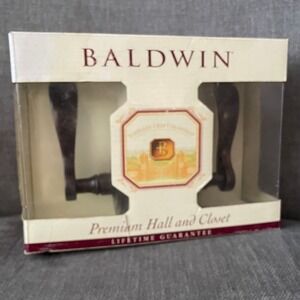 BALDWIN
Premium Hall and Closet
LIFETIME GUARANTEE